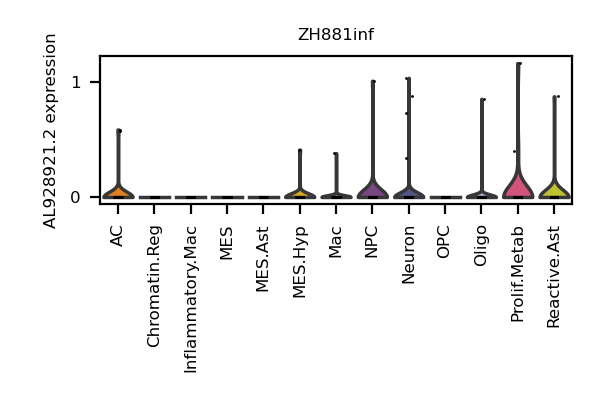 ZH881inf
AL928921.2 expression
1
0
AC
Chromatin.Reg
Inflammatory.Mac
MES
MES.Ast
MES.Hyp
Mac
NPC
Neuron
OPC
Oligo
Prolif.Metab
Reactive.Ast